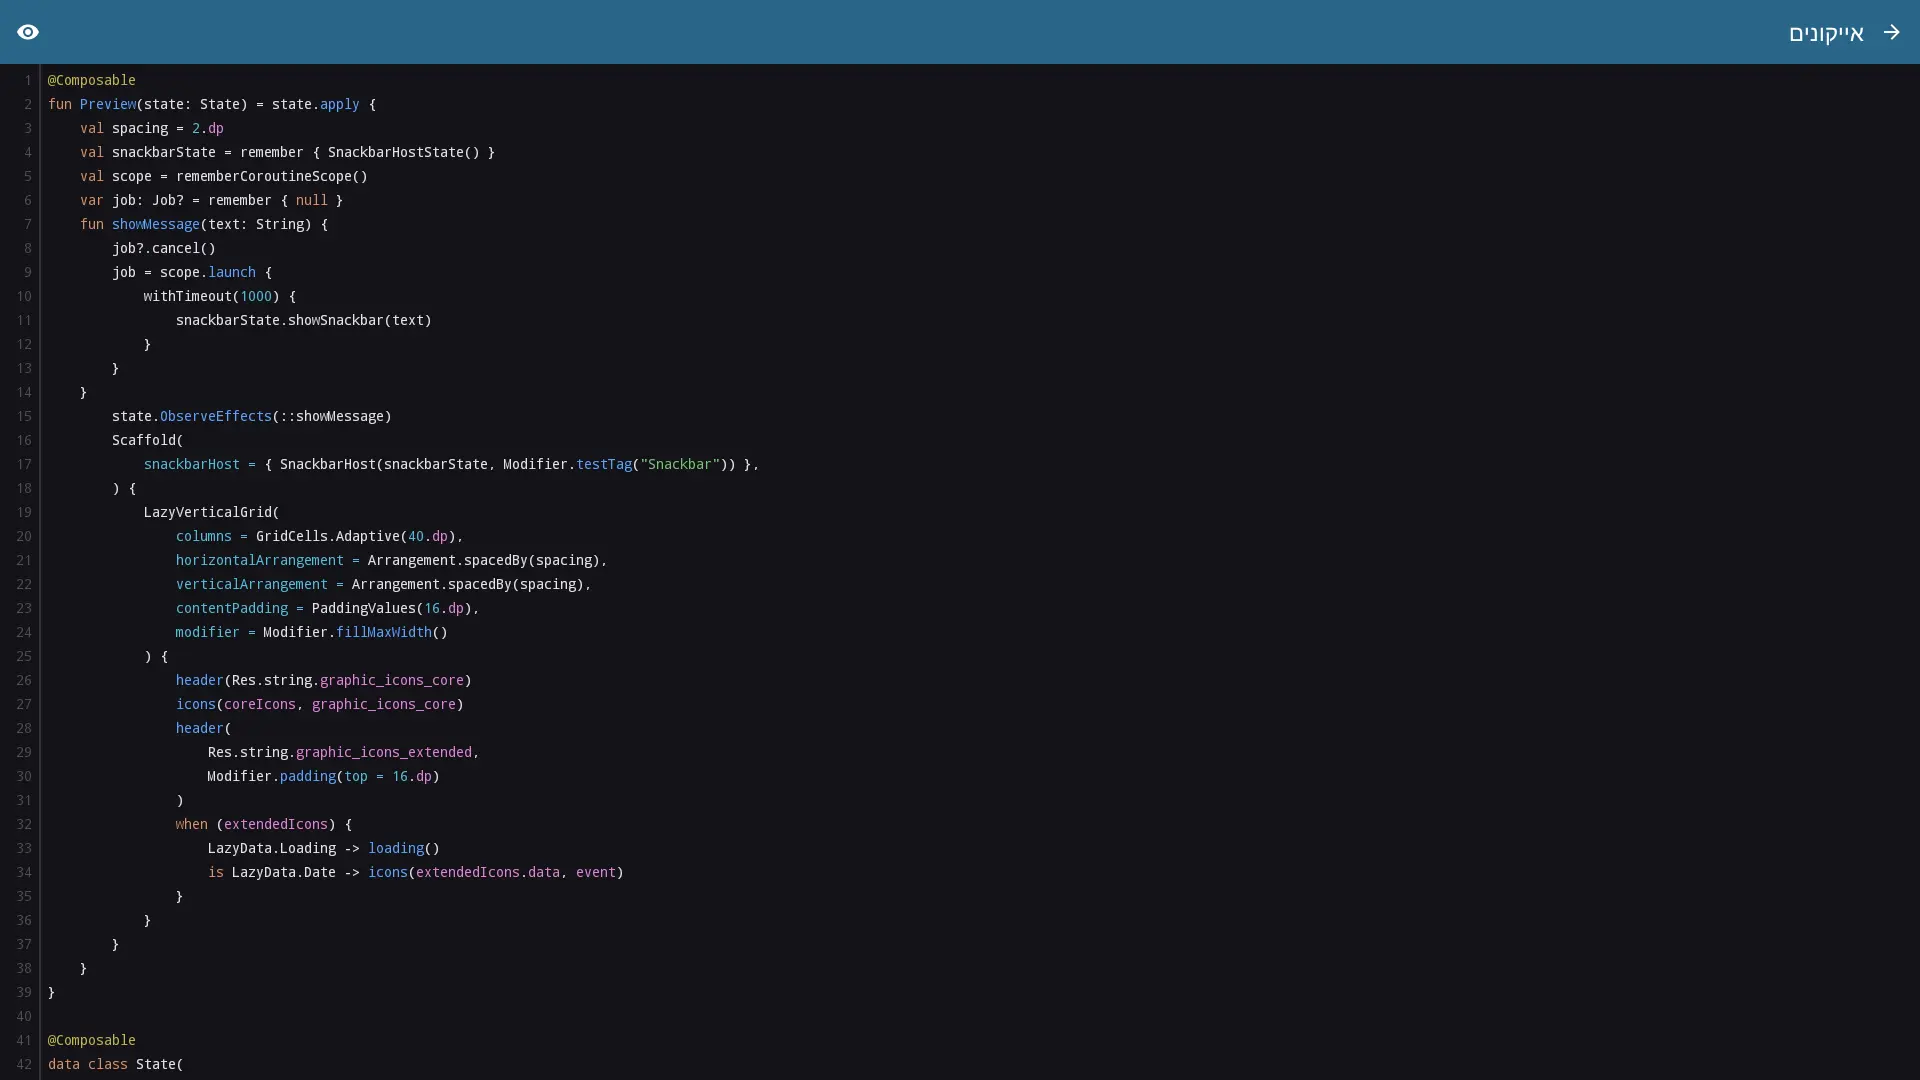 אייקונים
1 @Composable
2 fun Preview(state: State) = state.apply {
3     val spacing = 2.dp
4     val snackbarState = remember { SnackbarHostState() }
5     val scope = rememberCoroutineScope()
6     var job: Job? = remember { null }
7     fun showMessage(text: String) {
8         job?.cancel()
9         job = scope.launch {
10             withTimeout(1000) {
11                 snackbarState.showSnackbar(text)
12             }
13         }
14     }
15         state.ObserveEffects(::showMessage)
16         Scaffold(
17             snackbarHost = { SnackbarHost(snackbarState, Modifier.testTag("Snackbar")) },
18         ) {
19             LazyVerticalGrid(
20                 columns = GridCells.Adaptive(40.dp),
21                 horizontalArrangement = Arrangement.spacedBy(spacing),
22                 verticalArrangement = Arrangement.spacedBy(spacing),
23                 contentPadding = PaddingValues(16.dp),
24                 modifier = Modifier.fillMaxWidth()
25             ) {
26                 header(Res.string.graphic_icons_core)
27                 icons(coreIcons, graphic_icons_core)
28                 header(
29                     Res.string.graphic_icons_extended,
30                     Modifier.padding(top = 16.dp)
31                 )
32                 when (extendedIcons) {
33                     LazyData.Loading -> loading()
34                     is LazyData.Date -> icons(extendedIcons.data, event)
35                 }
36             }
37         }
38     }
39 }
40
41 @Composable
42 data class State(